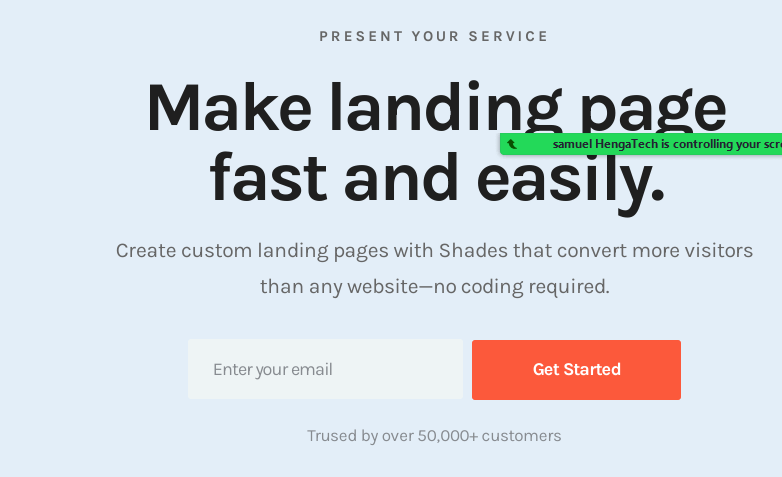 PRESENT YOUR SERVICE
Make landing page
samuel HengaTech is controlling your
fast and easily.
Create custom landing pages with Shades that convert more visitors
than any website—no coding required.
Enter your email
Get Started
Trused by over 50,000+ customers